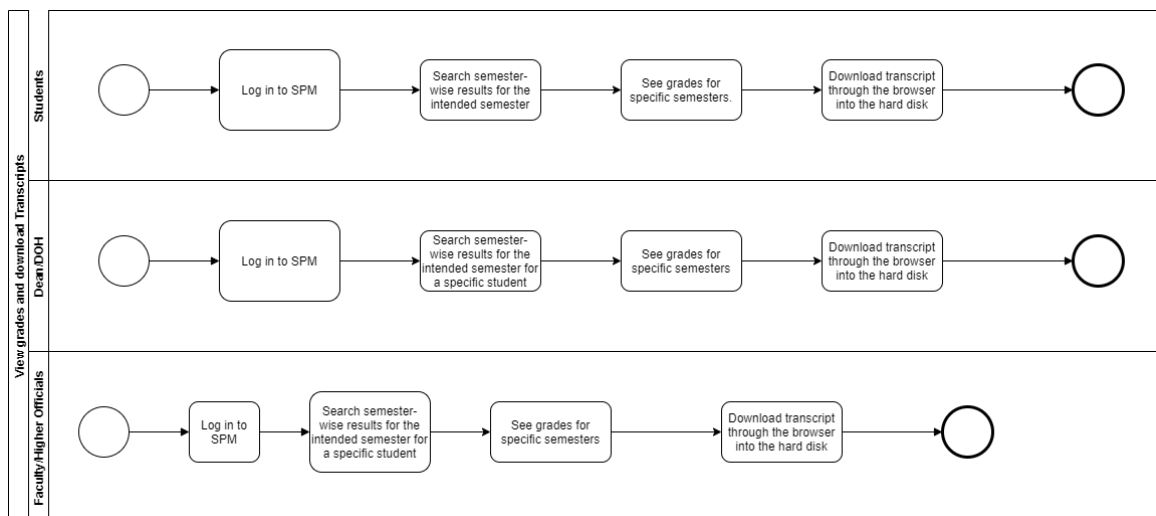 View grades and download Transcripts
Students
Log in to SPM
Search semester-
wise results for the
intended semester
See grades for
specific semesters.
Download transcript
through the browser
into the hard disk
Dean/DOH
Log in to SPM
Search semester-
wise results for the
intended semester for
a specific student
See grades for
specific semesters
Download transcript
through the browser
into the hard disk
Faculty/Higher Officials
Log in to
SPM
Search semester-
wise results for the
intended semester for
a specific student
See grades for
specific semesters
Download transcript
through the browser
into the hard disk